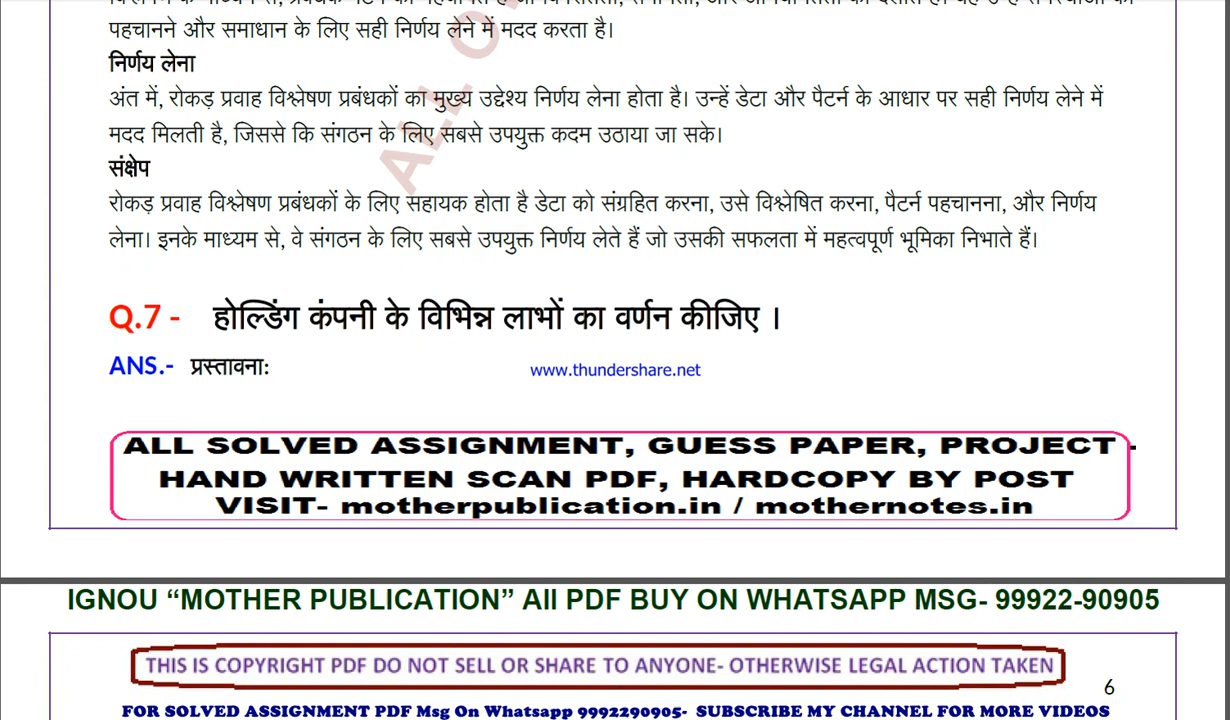 पहचानने और समाधान के लिए सही निर्णय लेने में मदद करता है।
निर्णय लेना
अंत में, रोकड़ प्रवाह विश्लेषण प्रबंधकों का मुख्य उद्देश्य निर्णय लेना होता है। उन्हें डेटा और पैटर्न के आधार पर सही निर्णय लेने में
मदद मिलती है, जिससे कि संगठन के लिए सबसे उपयुक्त कदम उठाया जा सके।
संक्षेप
रोकड़ प्रवाह विश्लेषण प्रबंधकों के लिए सहायक होता है डेटा को संग्रहित करना, उसे विश्लेषित करना, पैटर्न पहचानना, और निर्णय
लेना। इनके माध्यम से, वे संगठन के लिए सबसे उपयुक्त निर्णय लेते हैं जो उसकी सफलता में महत्वपूर्ण भूमिका निभाते हैं।
ALL O
Q.7 - होल्डिंग कंपनी के विभिन्न लाभों का वर्णन कीजिए ।
ANS.- प्रस्तावना:
www.thundershare.net
ALL SOLVED ASSIGNMENT, GUESS PAPER, PROJECT -
HAND WRITTEN SCAN PDF, HARDCOPY BY POST
VISIT- motherpublication.in / mothernotes.in
IGNOU “MOTHER PUBLICATION” All PDF BUY ON WHATSAPP MSG- 99922-90905
THIS IS COPYRIGHT PDF DO NOT SELL OR SHARE TO ANYONE- OTHERWISE LEGAL ACTION TAKEN
6
FOR SOLVED ASSIGNMENT PDF Msg On Whatsapp 9992290905- SUBSCRIBE MY CHANNEL FOR MORE VIDEOS